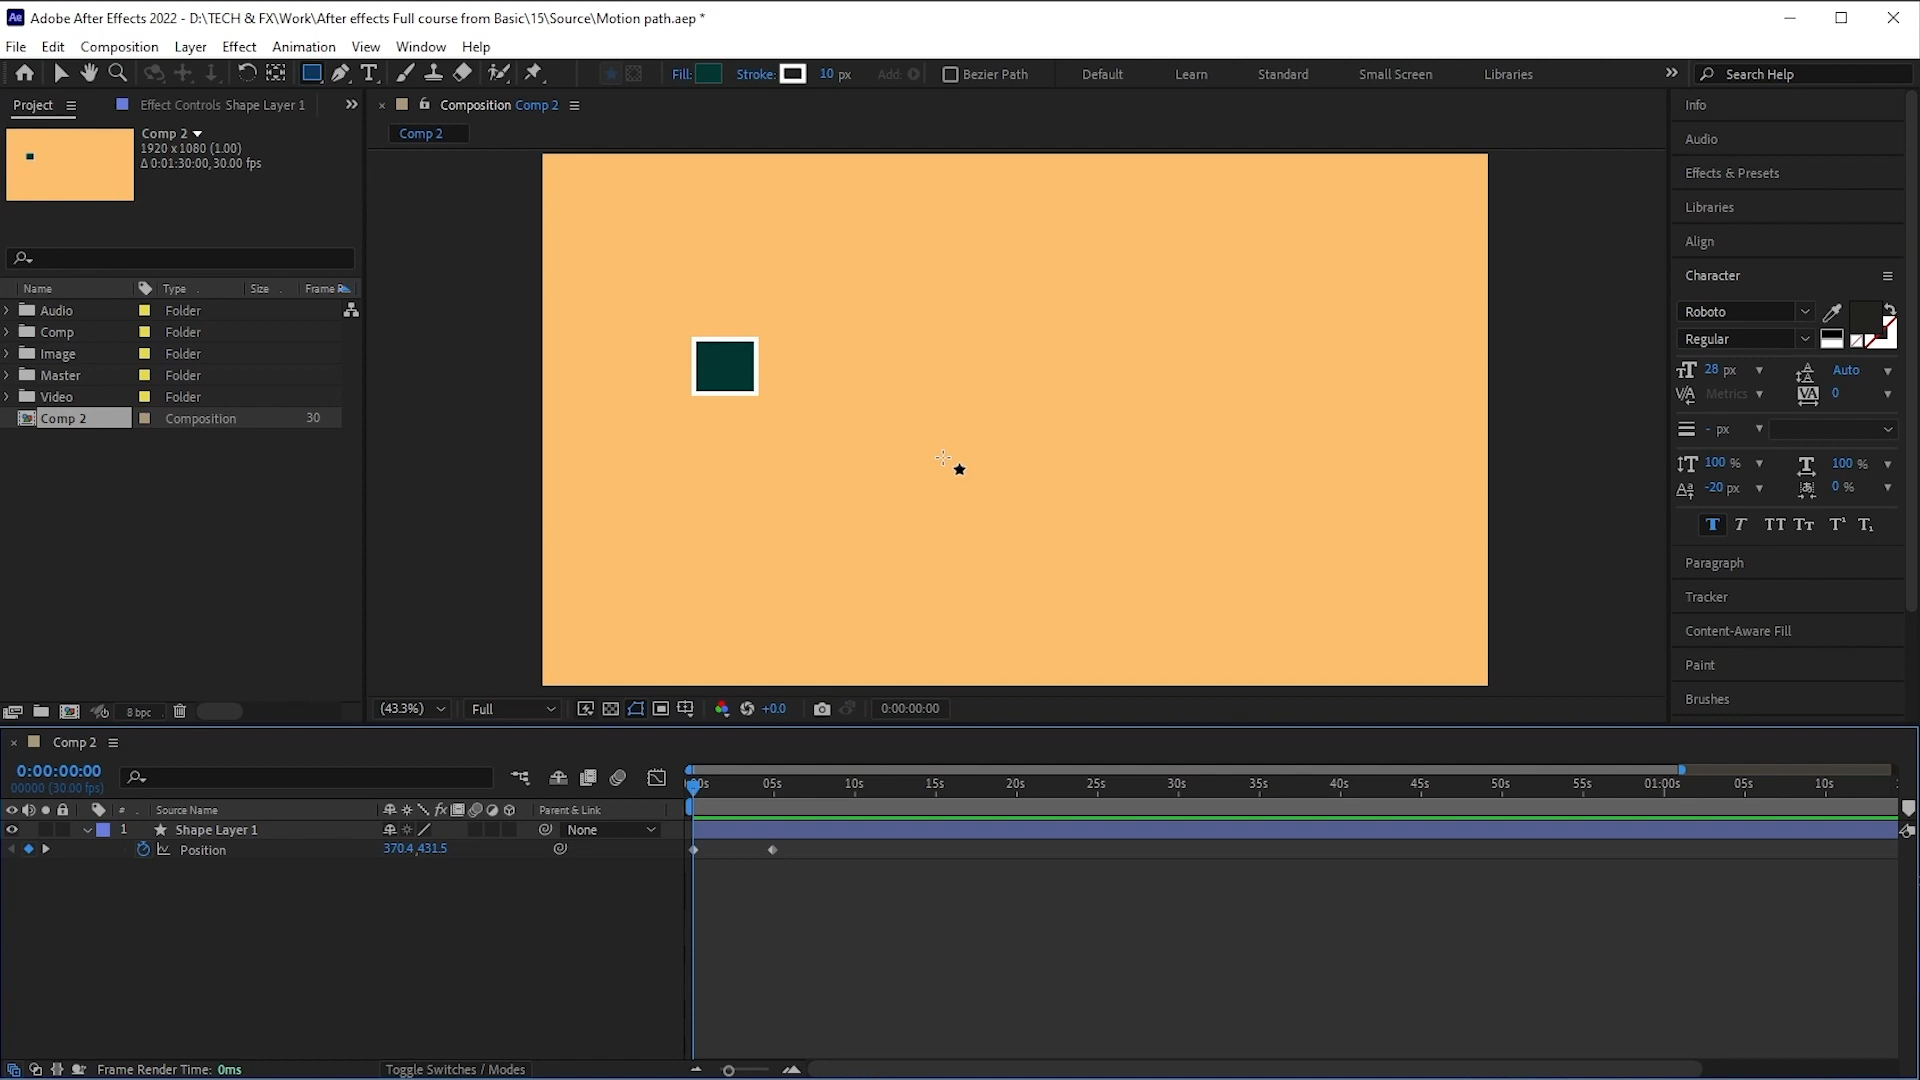 Adobe After Effects 2022 - D:\TECH & FX\Work\After effects Full course from Basic\15\Source\Motion path.aep *
File Edit Composition Layer Effect Animation View Window Help
Fill: Stroke: 10 px Add: Bezier Path Default Learn Standard Small Screen Libraries Search Help
Project Effect Controls Shape Layer 1
Composition Comp 2
Comp 2
Comp 2
1920 x 1080 (1.00)
Δ 0:01:30:00, 30.00 fps
Name Type Size Frame R
Audio Folder
Comp Folder
Image Folder
Master Folder
Video Folder
Comp 2 Composition 30
8 bpc
(43.3%) Full +0.0 0:00:00:00
Info
Audio
Effects & Presets
Libraries
Align
Character
Roboto
Regular
28 px Auto
Metrics 0
- px
100 % 100 %
-20 px 0 %
T T TT Tт T¹ T₁
Paragraph
Tracker
Content-Aware Fill
Paint
Brushes
Comp 2
0:00:00:00
00000 (30.00 fps)
:00s 05s 10s 15s 20s 25s 30s 35s 40s 45s 50s 55s 01:00s 05s 10s
# Source Name fx Parent & Link
1 Shape Layer 1 None
Position 370.4,431.5
Frame Render Time: 0ms Toggle Switches / Modes